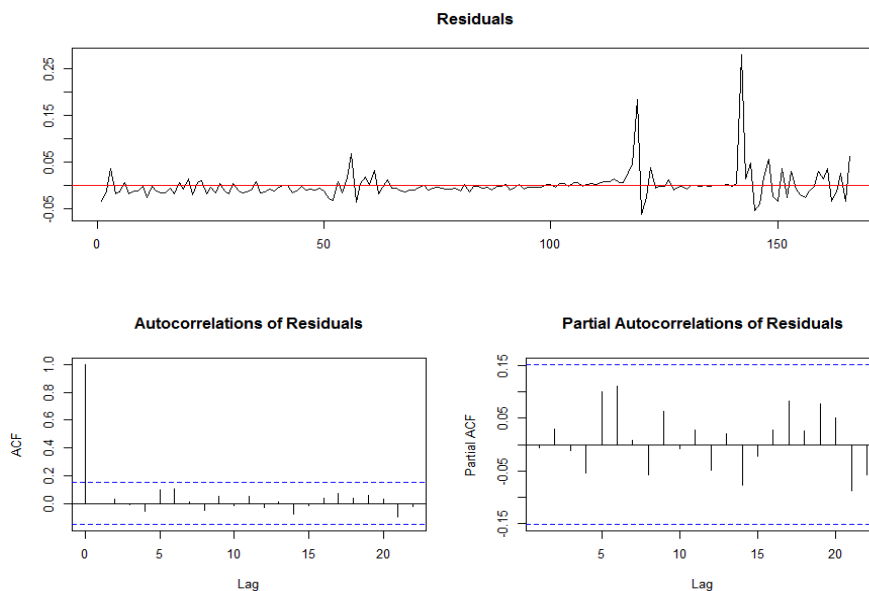 Residuals
0.25
0.15
0.05
-0.05
0 50 100 150
Autocorrelations of Residuals
Partial Autocorrelations of Residuals
ACF
1.0
0.8
0.6
0.4
0.2
0.0
0 5 10 15 20
Lag
Partial ACF
0.15
0.05
-0.05
-0.15
5 10 15 20
Lag